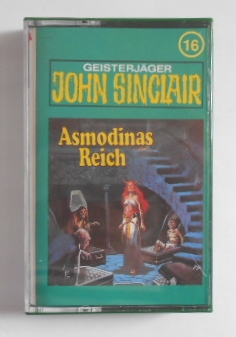 16
GEISTERJÄGER
JOHN SINCLAIR
Asmodinas
Reich